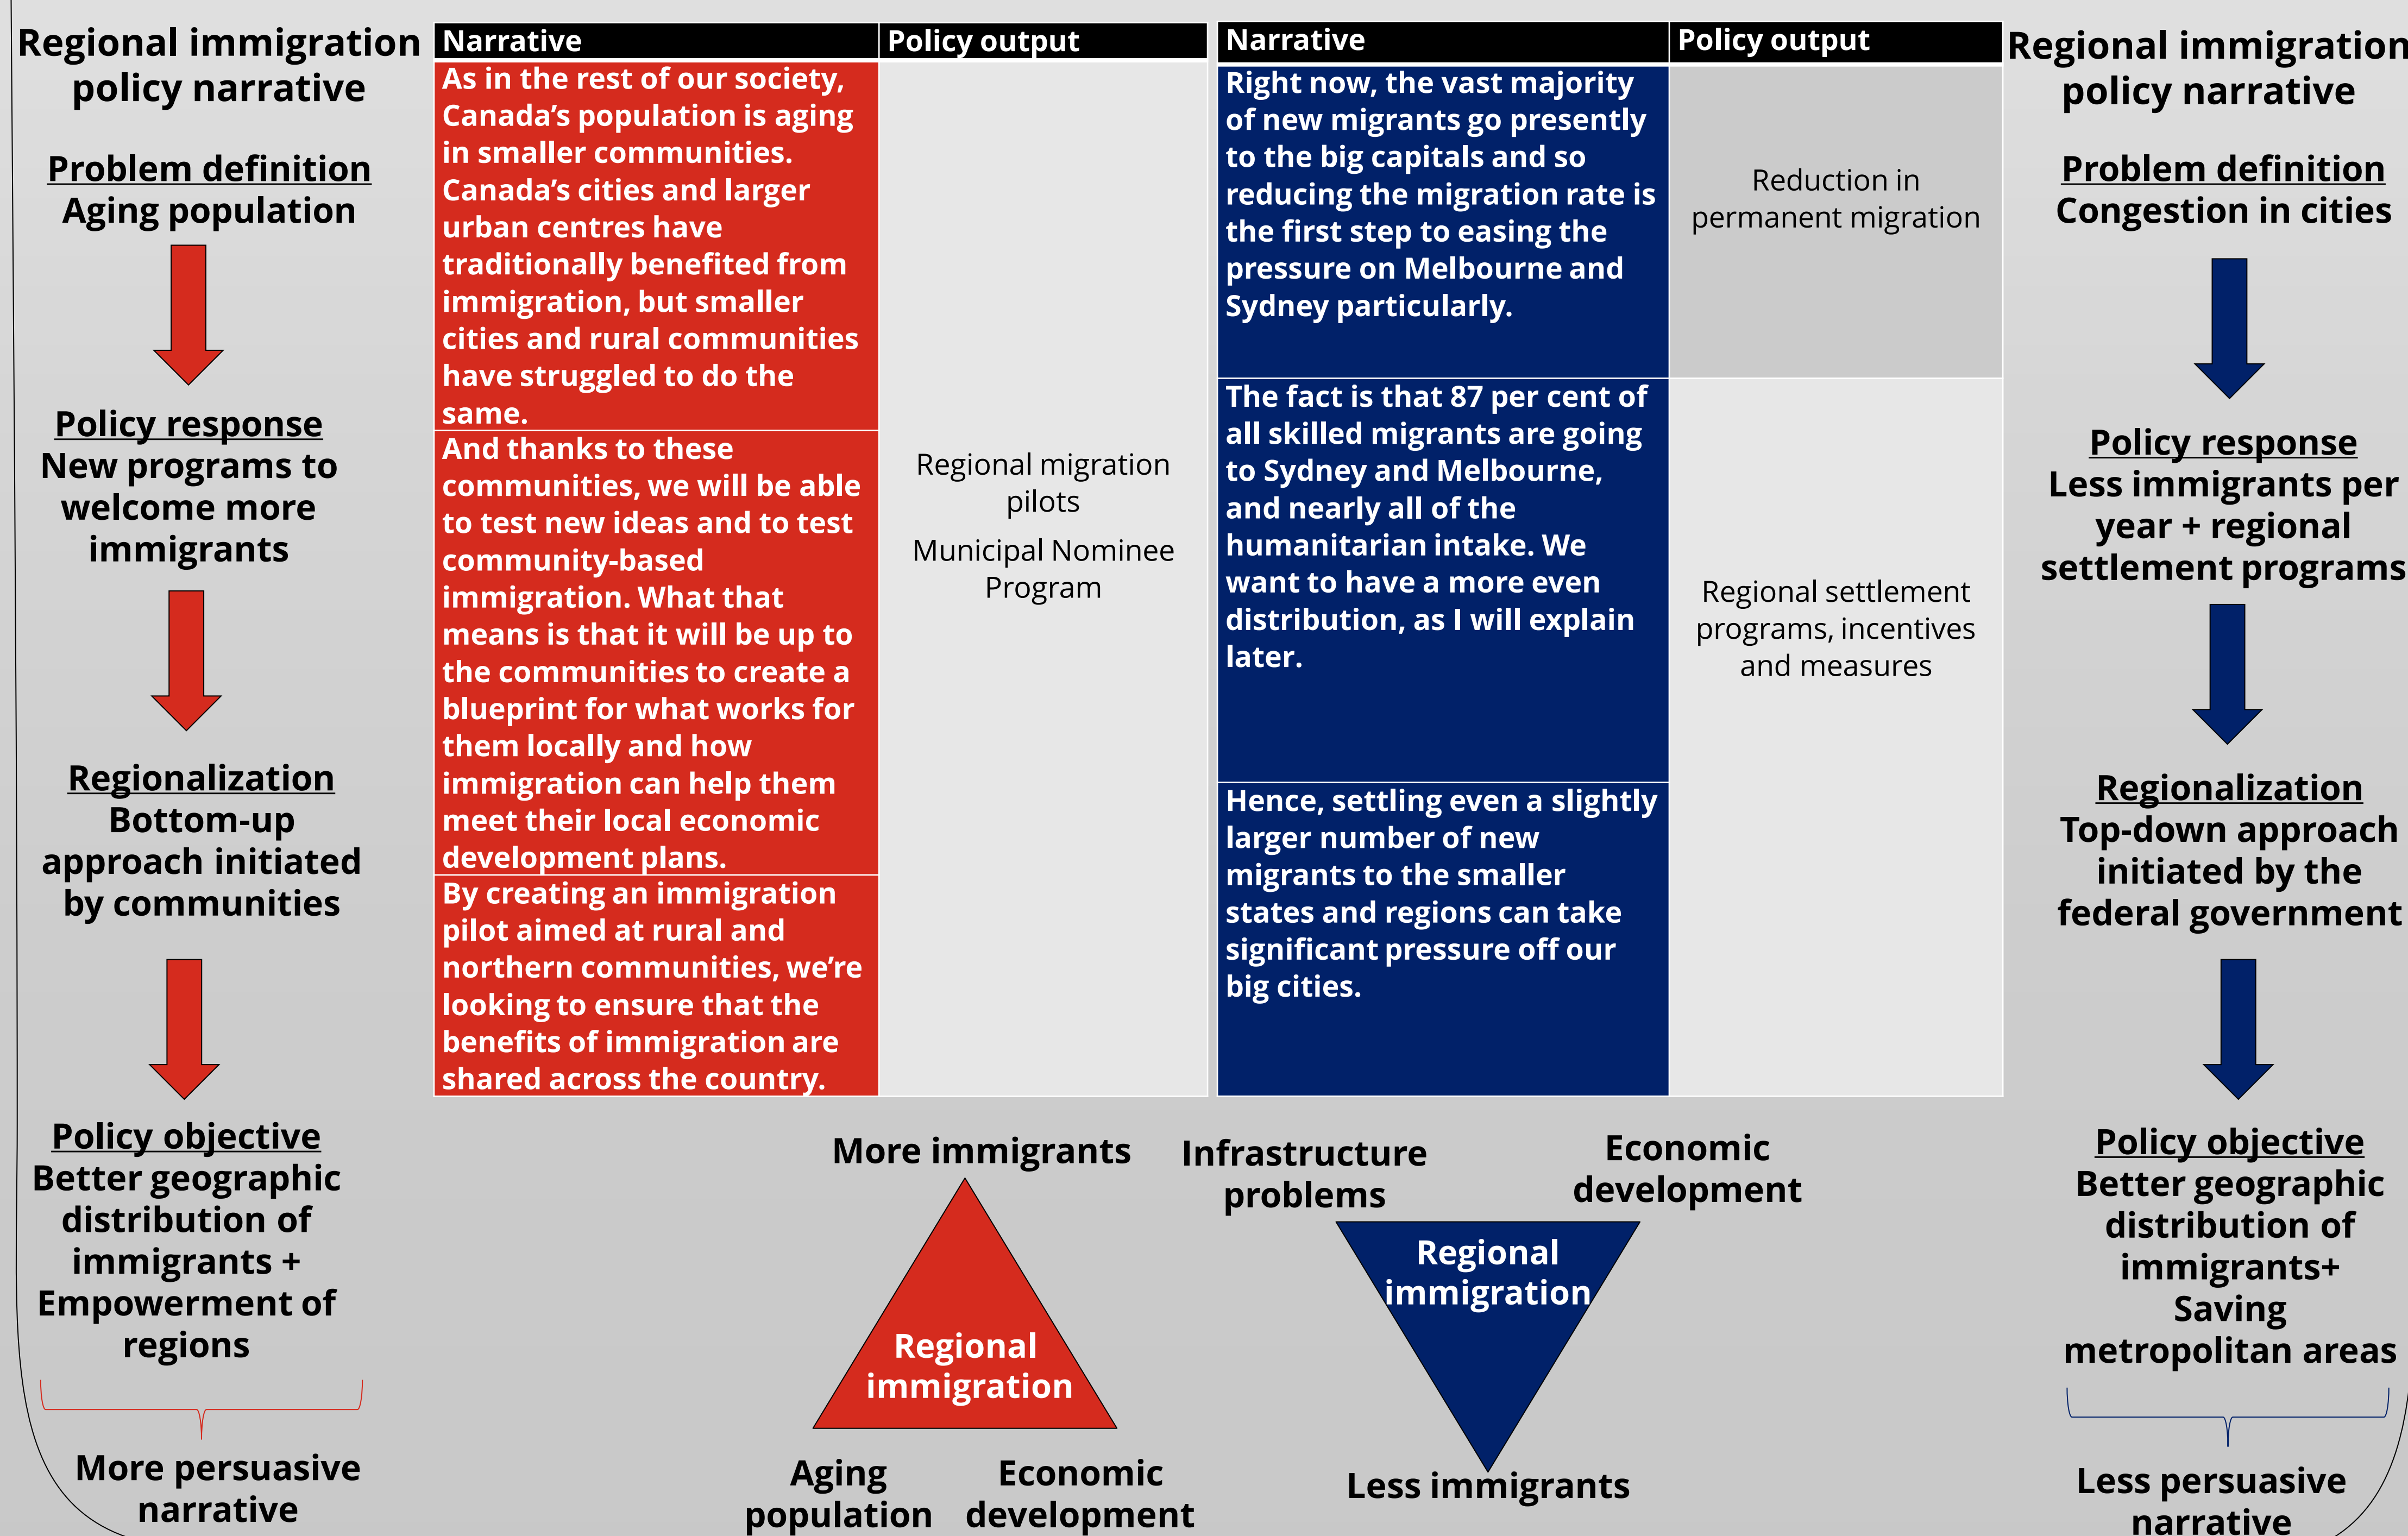 Regional immigration
policy narrative
Problem definition
Aging population
Policy response
New programs to
welcome more
immigrants
Regionalization
Bottom-up
approach initiated
by communities
Policy objective
Better geographic
distribution of
immigrants +
Empowerment of
regions
More persuasive
narrative
Narrative
Policy output
As in the rest of our society,
Canada’s population is aging
in smaller communities.
Canada’s cities and larger
urban centres have
traditionally benefited from
immigration, but smaller
cities and rural communities
have struggled to do the
same.
And thanks to these
communities, we will be able
to test new ideas and to test
community-based
immigration. What that
means is that it will be up to
the communities to create a
blueprint for what works for
them locally and how
immigration can help them
meet their local economic
development plans.
By creating an immigration
pilot aimed at rural and
northern communities, we’re
looking to ensure that the
benefits of immigration are
shared across the country.
Regional migration
pilots
Municipal Nominee
Program
Narrative
Policy output
Right now, the vast majority
of new migrants go presently
to the big capitals and so
reducing the migration rate is
the first step to easing the
pressure on Melbourne and
Sydney particularly.
Reduction in
permanent migration
The fact is that 87 per cent of
all skilled migrants are going
to Sydney and Melbourne,
and nearly all of the
humanitarian intake. We
want to have a more even
distribution, as I will explain
later.
Hence, settling even a slightly
larger number of new
migrants to the smaller
states and regions can take
significant pressure off our
big cities.
Regional settlement
programs, incentives
and measures
Regional immigration
policy narrative
Problem definition
Congestion in cities
Policy response
Less immigrants per
year + regional
settlement programs
Regionalization
Top-down approach
initiated by the
federal government
Policy objective
Better geographic
distribution of
immigrants+
Saving
metropolitan areas
Less persuasive
narrative
More immigrants
Regional
immigration
Aging
population
Economic
development
Infrastructure
problems
Economic
development
Regional
immigration
Less immigrants